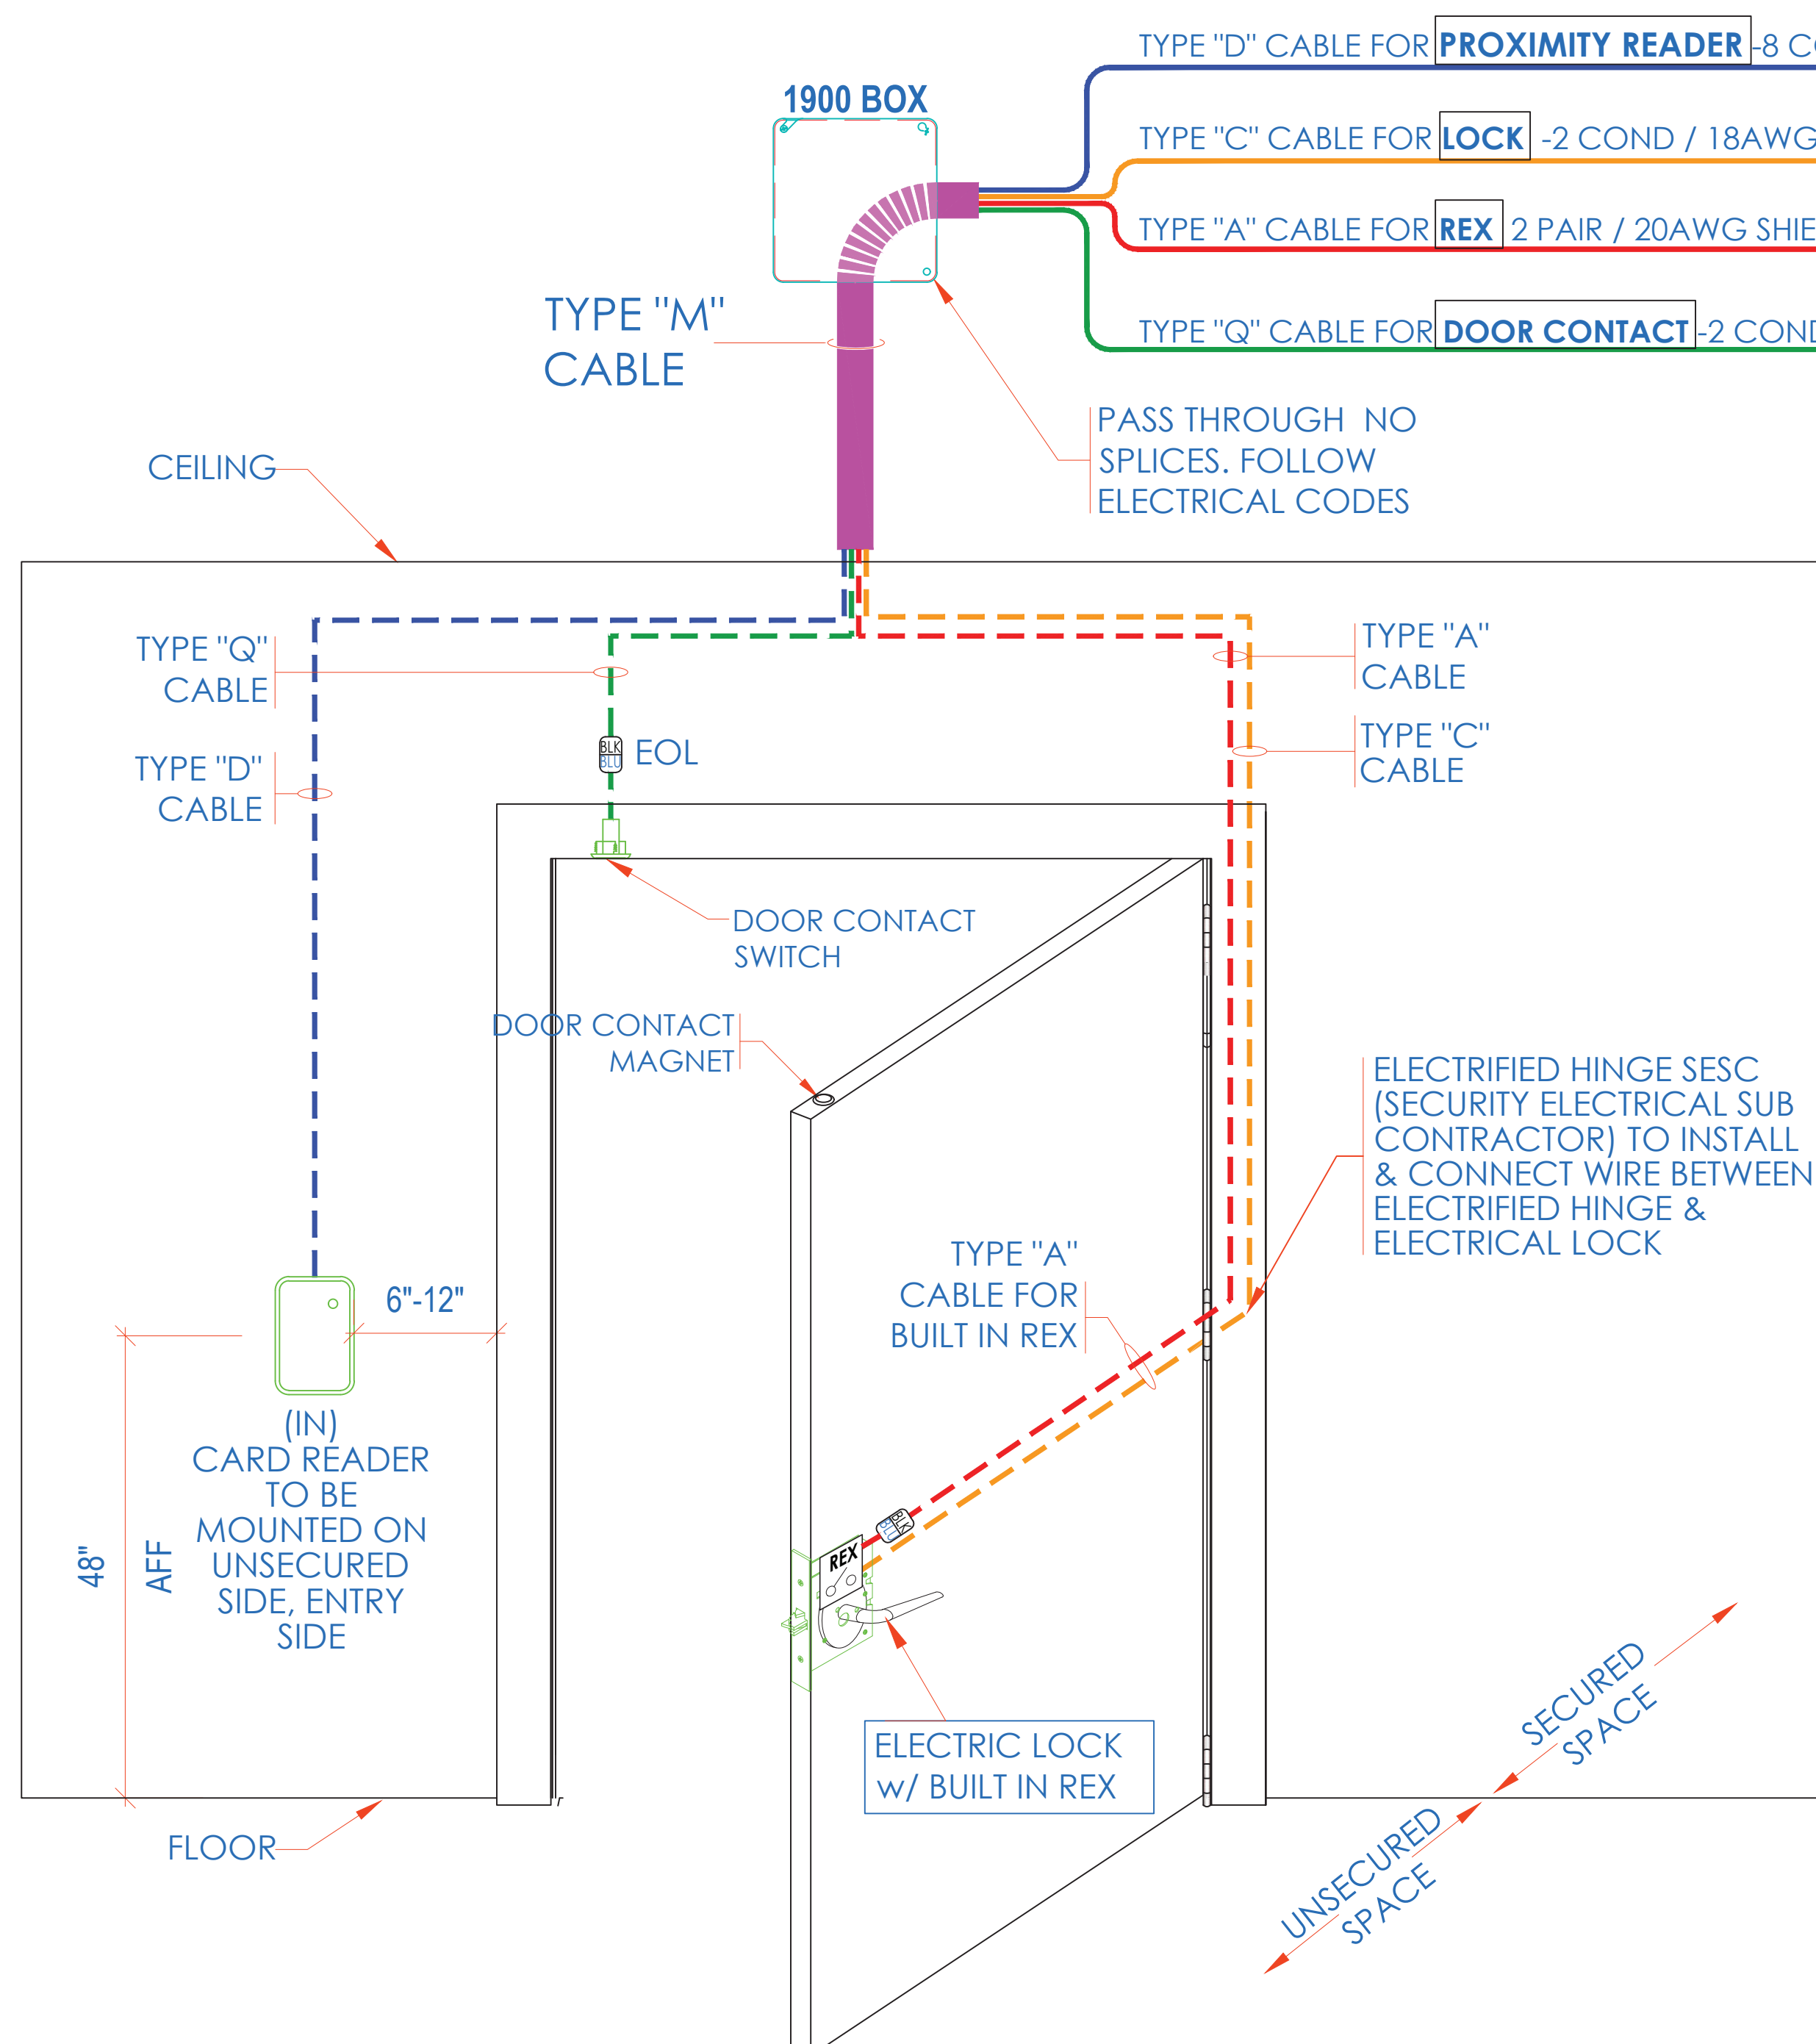 TYPE "D" CABLE FOR PROXIMITY READER -8
1900 BOX
TYPE "C" CABLE FOR LOCK -2 COND / 18AWG
TYPE "A" CABLE FOR REX 2 PAIR / 20AWG
TYPE "Q" CABLE FOR DOOR CONTACT -2
TYPE "M"
CABLE
PASS THROUGH NO
SPLICES. FOLLOW
ELECTRICAL CODES
CEILING
TYPE "Q"
CABLE
TYPE "A"
CABLE
TYPE "C"
CABLE
BLK
BLU
EOL
TYPE "D"
CABLE
DOOR CONTACT
SWITCH
DOOR CONTACT
MAGNET
ELECTRIFIED HINGE SESC
(SECURITY ELECTRICAL SUB
CONTRACTOR) TO INSTALL
& CONNECT WIRE BETWEEN
ELECTRIFIED HINGE &
ELECTRICAL LOCK
TYPE "A"
CABLE FOR
BUILT IN REX
6"-12"
(IN)
CARD READER
TO BE
MOUNTED ON
UNSECURED
SIDE, ENTRY
SIDE
48"
AFF
BLK
BLU
REX
ELECTRIC LOCK
w/ BUILT IN REX
SECURED
SPACE
UNSECURED
SPACE
FLOOR